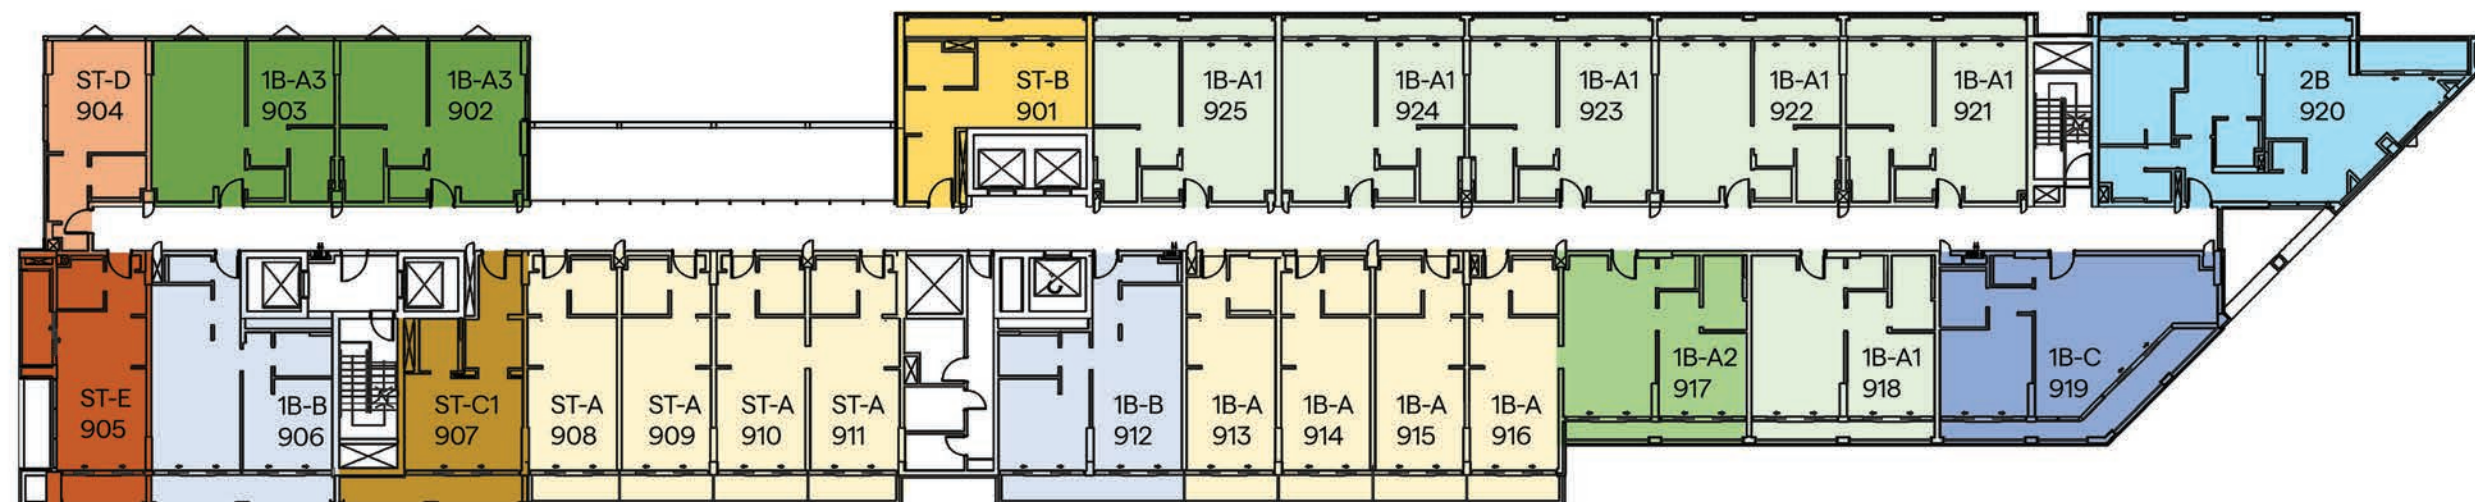 ST-D
904
1B-A3
903
1B-A3
902
ST-B
901
1B-A1
925
1B-A1
924
1B-A1
923
1B-A1
922
1B-A1
921
2B
920
ST-E
905
1B-B
906
ST-C1
907
ST-A
908
ST-A
909
ST-A
910
ST-A
911
1B-B
912
1B-A
913
1B-A
914
1B-A
915
1B-A
916
1B-A2
917
1B-A1
918
1B-C
919